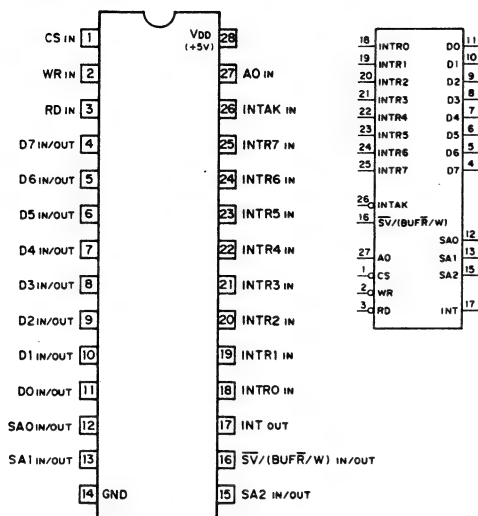 CS IN 1
WR IN 2
RD IN 3
D7 IN/OUT 4
D6 IN/OUT 5
D5 IN/OUT 6
D4 IN/OUT 7
D3 IN/OUT 8
D2 IN/OUT 9
D1 IN/OUT 10
D0 IN/OUT 11
SA0 IN/OUT 12
SA1 IN/OUT 13
14 GND
VDD 28
(+5V)
27 A0 IN
26 INTAK IN
25 INTR7 IN
24 INTR6 IN
23 INTR5 IN
22 INTR4 IN
21 INTR3 IN
20 INTR2 IN
19 INTR1 IN
18 INTR0 IN
17 INT OUT
16 S̅V̅/(BUFR̅/W) IN/OUT
15 SA2 IN/OUT
18 INTR0 D0 11
19 INTR1 D1 10
20 INTR2 D2 9
21 INTR3 D3 8
22 INTR4 D4 7
23 INTR5 D5 6
24 INTR6 D6 5
25 INTR7 D7 4
26 INTAK
16 S̅V̅/(BUFR̅/W)
SA0 12
27 A0 SA1 13
1 CS SA2 15
2 WR
3 RD INT 17